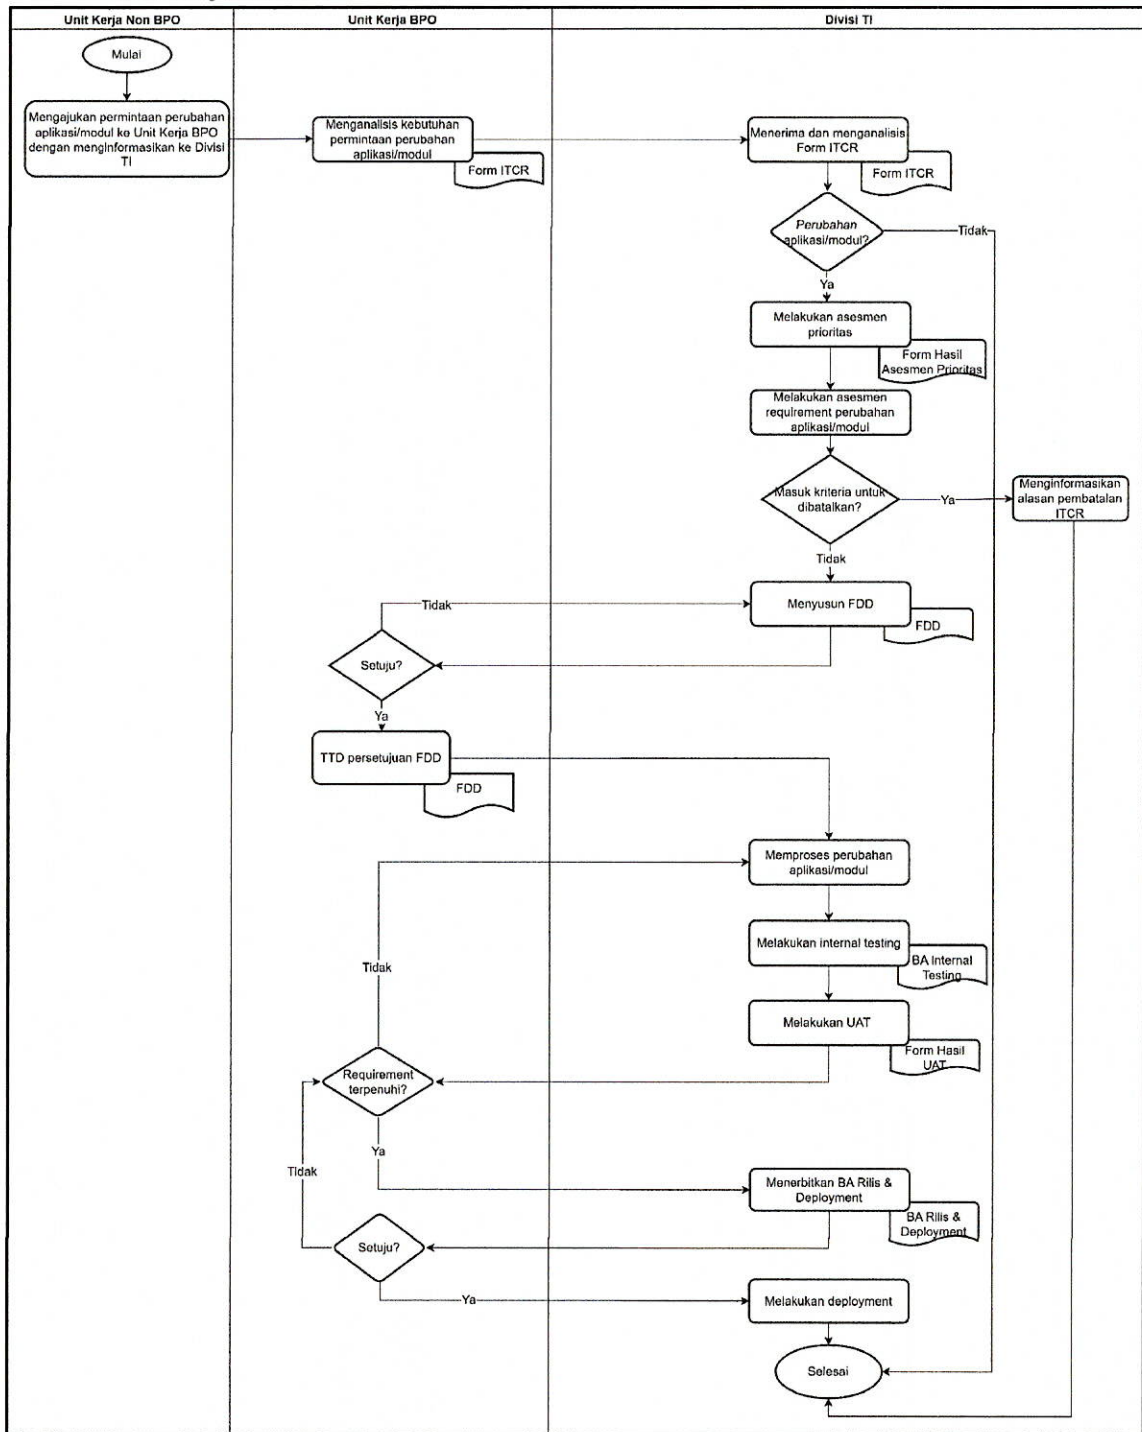 Unit Kerja Non BPO
Unit Kerja BPO
Divisi TI
Mulai
Mengajukan permintaan perubahan
aplikasi/modul ke Unit Kerja BPO
dengan menginformasikan ke Divisi
TI
Menganalisis kebutuhan
permintaan perubahan
aplikasi/modul
Form ITCR
Menerima dan menganalisis
Form ITCR
Form ITCR
Perubahan
aplikasi/modul?
Tidak
Ya
Melakukan asesmen
prioritas
Form Hasil
Asesmen Prioritas
Melakukan asesmen
requirement perubahan
aplikasi/modul
Masuk kriteria untuk
dibatalkan?
Ya
Menginformasikan
alasan pembatalan
ITCR
Tidak
Tidak
Menyusun FDD
FDD
Setuju?
Ya
TTD persetujuan FDD
FDD
Memproses perubahan
aplikasi/modul
Melakukan internal testing
BA Internal
Testing
Tidak
Melakukan UAT
Form Hasil
UAT
Requirement
terpenuhi?
Ya
Tidak
Menerbitkan BA Rilis &
Deployment
BA Rilis &
Deployment
Setuju?
Ya
Melakukan deployment
Selesai